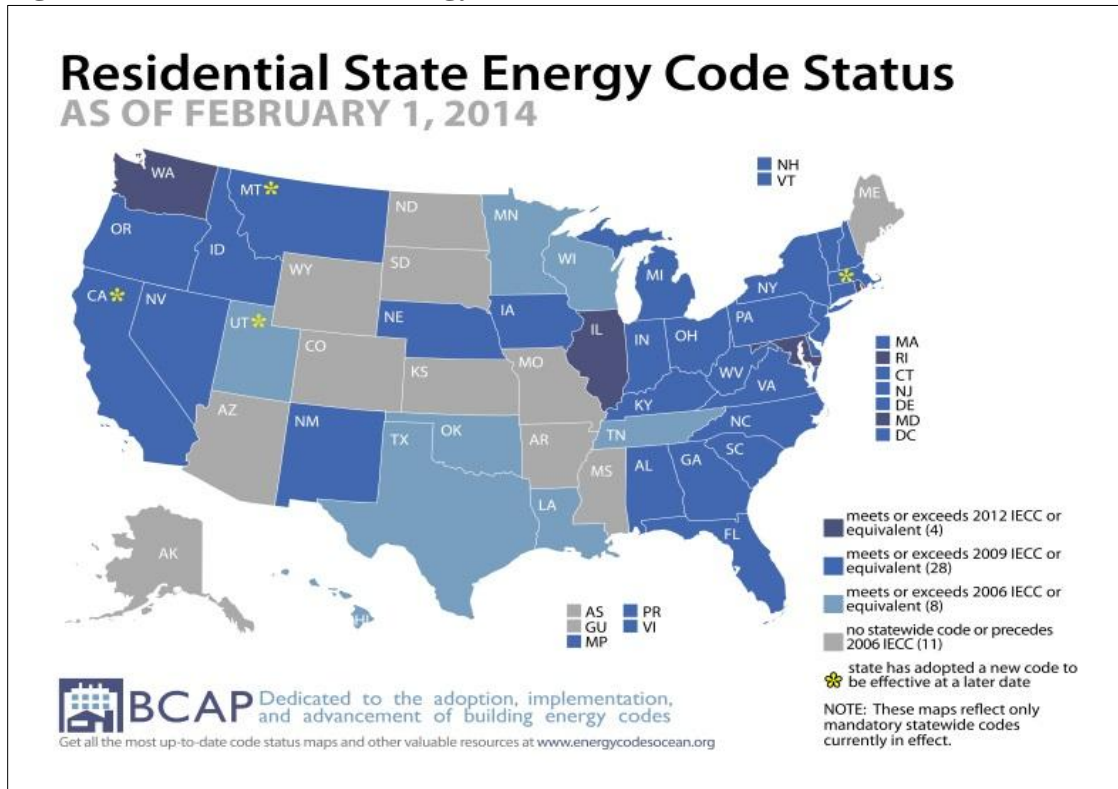 Residential State Energy Code Status
AS OF FEBRUARY 1, 2014
NH
VT
WA
MT
ND
MN
ME
OR
ID
SD
WI
MI
WY
NY
CA
NV
UT
NE
IA
PA
IL
IN
OH
CO
MO
WV
KS
VA
KY
AZ
NM
OK
TN
NC
TX
AR
SC
MS
AL
GA
LA
FL
AK
HI
MA
RI
CT
NJ
DE
MD
DC
meets or exceeds 2012 IECC or
equivalent (4)
meets or exceeds 2009 IECC or
equivalent (28)
meets or exceeds 2006 IECC or
equivalent (8)
no statewide code or precedes
2006 IECC (11)
state has adopted a new code to
be effective at a later date
NOTE: These maps reflect only
mandatory statewide codes
currently in effect.
AS
GU
MP
PR
VI
BCAP
Dedicated to the adoption, implementation,
and advancement of building energy codes
Get all the most up-to-date code status maps and other valuable resources at www.energycodesocean.org